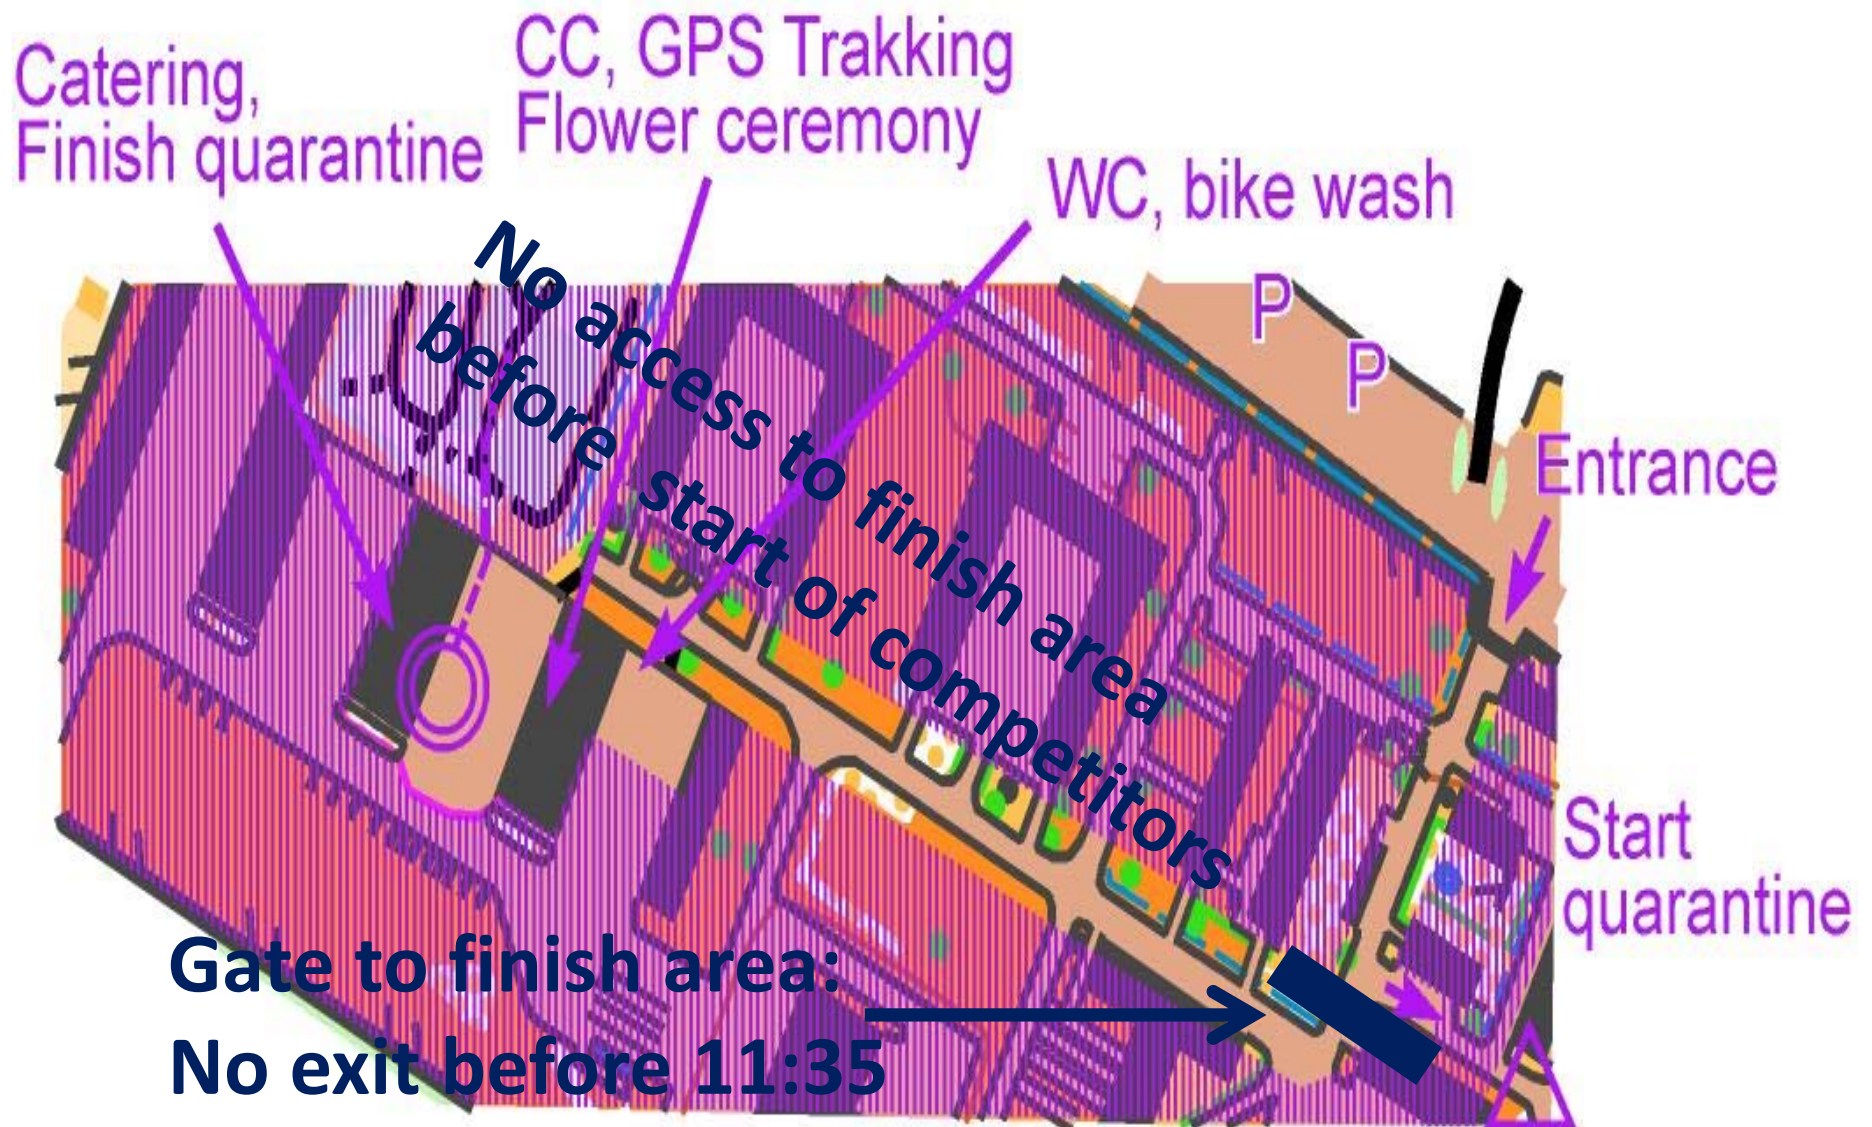 Catering,
Finish quarantine
CC, GPS Trakking
Flower ceremony
WC, bike wash
No access to finish area
before start of competitors
P
P
Entrance
Start
quarantine
Gate to finish area:
No exit before 11:35